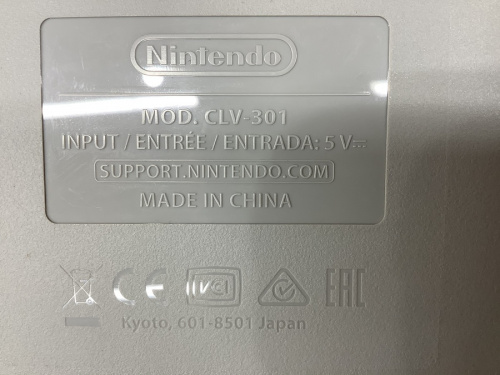 Nintendo
MOD. CLV-301
INPUT / ENTRÉE / ENTRADA: 5 V⎓
SUPPORT.NINTENDO.COM
MADE IN CHINA
CE VCI EAC
Kyoto, 601-8501 Japan